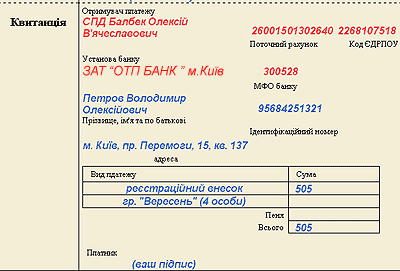 Отримувач платежу
Квитанція
СПД Балбек Олексій
В'ячеславович 26001501302640 2268107518
Поточний рахунок Код ЄДРПОУ
Установа банку
ЗАТ “ОТП БАНК ” м.Київ 300528
МФО банку
Петров Володимир
Олексійович 95684251321
Прізвище, ім'я та по батькові
Ідентифікаційний номер
м. Київ, пр. Перемоги, 15, кв. 137
адреса
Вид платежу Сума
реєстраційний внесок 505
гр. "Вересень" (4 особи)
Пеня
Всього 505
Платник
(ваш підпис)